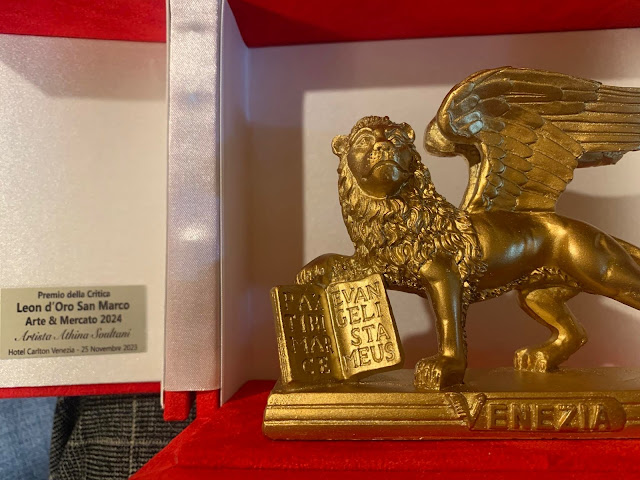 Premio della Critica
Leon d'Oro San Marco
Arte & Mercato 2024
Artista Athina Soultani
Hotel Carlton Venezia - 25 Novembre 2023
PAX
TIBI
MAR
CE
EVAN
GELI
STA
MEUS
VENEZIA